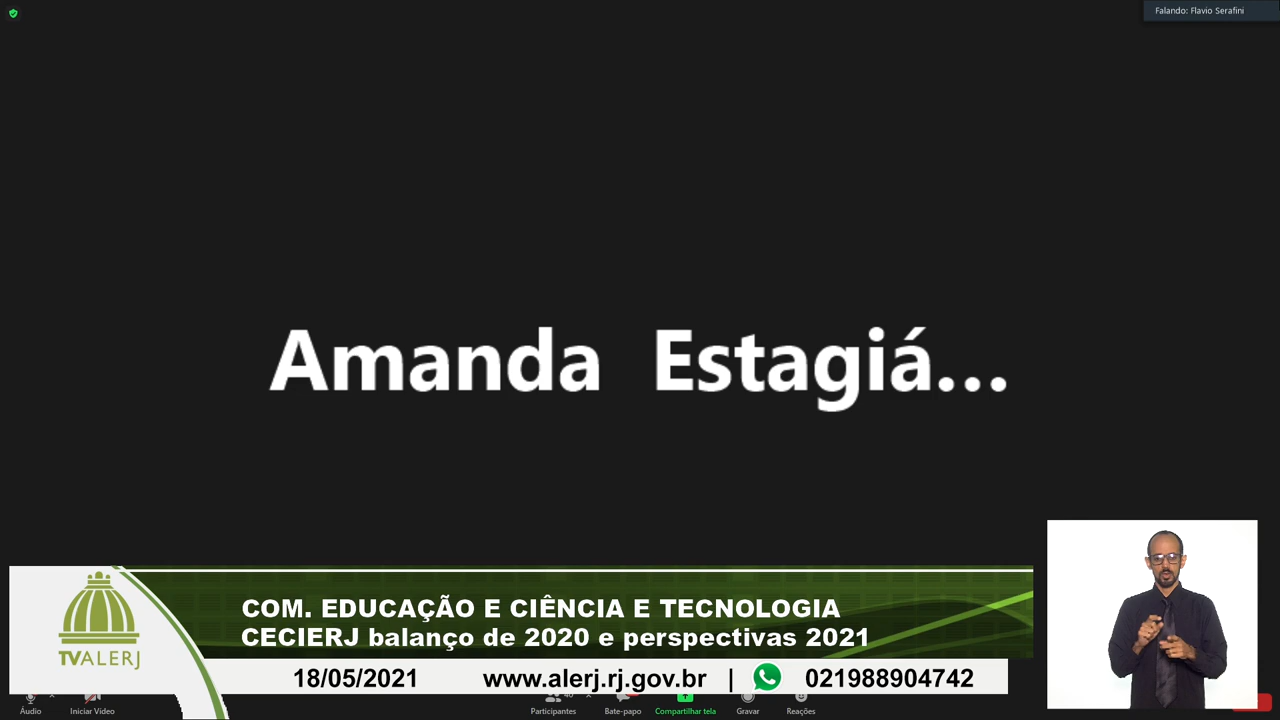 Falando: Flavio Serafini
Amanda Estagiá...
COM. EDUCAÇÃO E CIÊNCIA E TECNOLOGIA
CECIERJ balanço de 2020 e perspectivas 2021
TVALERJ
18/05/2021 www.alerj.rj.gov.br | 021988904742
Áudio Iniciar Vídeo Participantes Bate-papo Compartilhar tela Gravar Reações